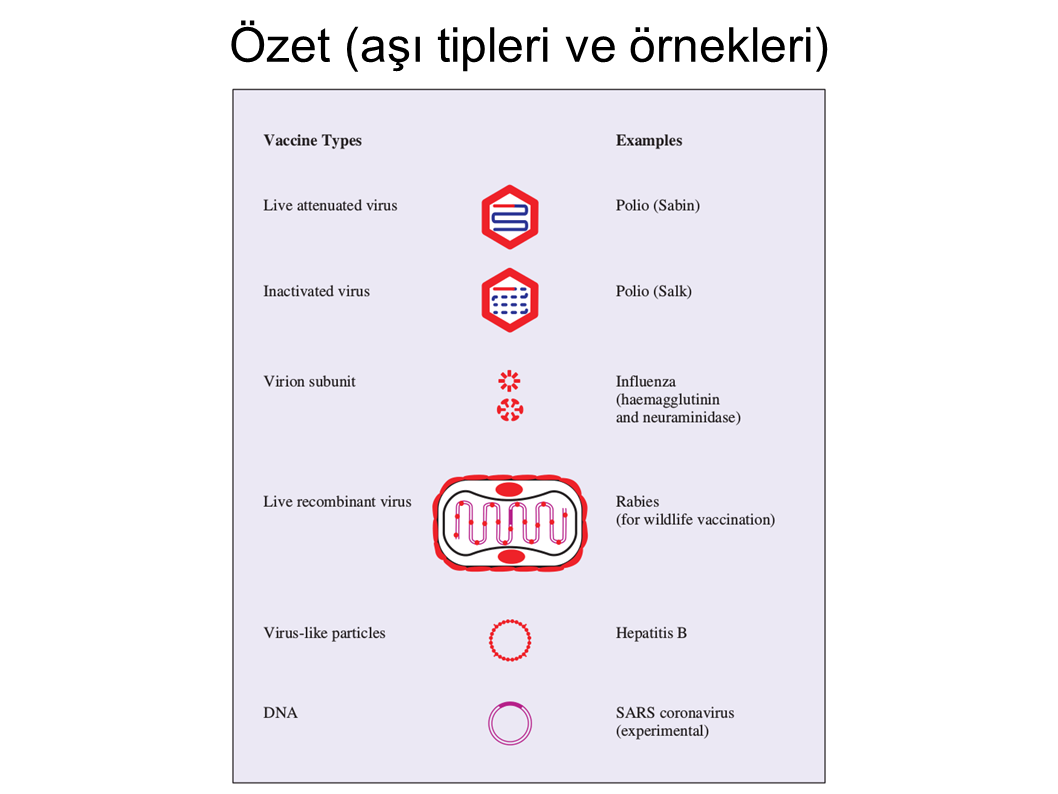 Özet (aşı tipleri ve örnekleri)
Vaccine Types
Examples
Live attenuated virus
Polio (Sabin)
Inactivated virus
Polio (Salk)
Virion subunit
Influenza
(haemagglutinin
and neuraminidase)
Live recombinant virus
Rabies
(for wildlife vaccination)
Virus-like particles
Hepatitis B
DNA
SARS coronavirus
(experimental)